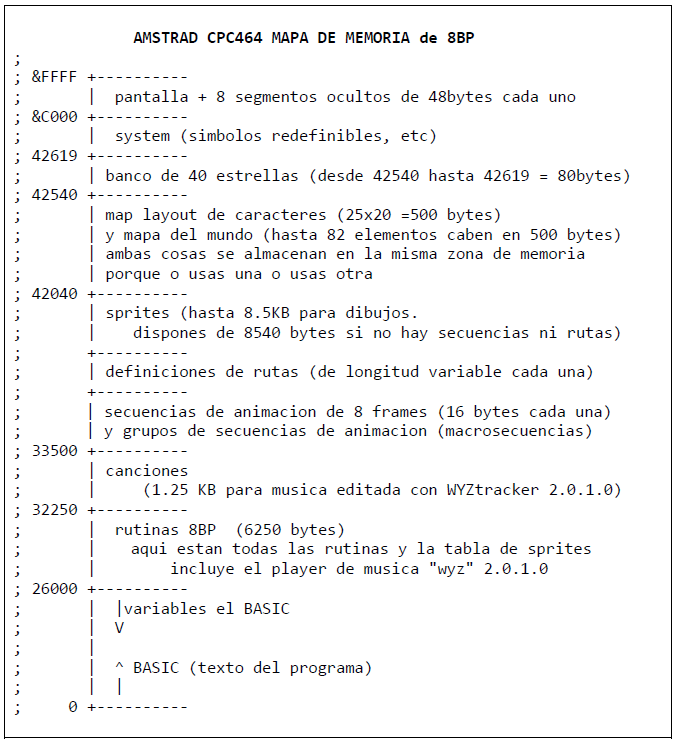 AMSTRAD CPC464 MAPA DE MEMORIA de 8BP
;
; &FFFF +----------
;       |  pantalla + 8 segmentos ocultos de 48bytes cada uno
; &C000 +----------
;       |  system (simbolos redefinibles, etc)
; 42619 +----------
;       | banco de 40 estrellas (desde 42540 hasta 42619 = 80bytes)
; 42540 +----------
;       | map layout de caracteres (25x20 =500 bytes)
;       | y mapa del mundo (hasta 82 elementos caben en 500 bytes)
;       | ambas cosas se almacenan en la misma zona de memoria
;       | porque o usas una o usas otra
; 42040 +----------
;       | sprites (hasta 8.5KB para dibujos.
;       |    dispones de 8540 bytes si no hay secuencias ni rutas)
;       +----------
;       | definiciones de rutas (de longitud variable cada una)
;       +----------
;       | secuencias de animacion de 8 frames (16 bytes cada una)
;       | y grupos de secuencias de animacion (macrosecuencias)
; 33500 +----------
;       | canciones
;       |     (1.25 KB para musica editada con WYZtracker 2.0.1.0)
; 32250 +----------
;       |  rutinas 8BP  (6250 bytes)
;       |    aqui estan todas las rutinas y la tabla de sprites
;       |        incluye el player de musica "wyz" 2.0.1.0
; 26000 +----------
;       |  |variables el BASIC
;       |  V
;       |
;       |  ^ BASIC (texto del programa)
;       |  |
;     0 +----------